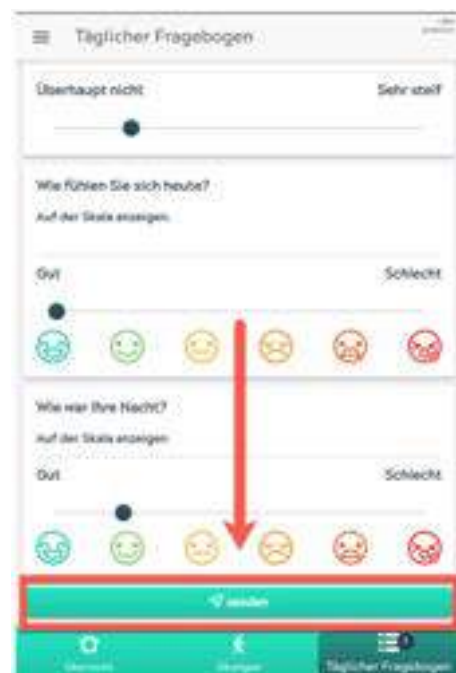 Täglicher Fragebogen
Überhaupt nicht Sehr steif
Wie fühlen Sie sich heute?
Auf der Skala anzeigen.
Gut Schlecht
Wie war Ihre Nacht?
Auf der Skala anzeigen
Gut Schlecht
senden
Übersicht Übungen Täglicher Fragebogen